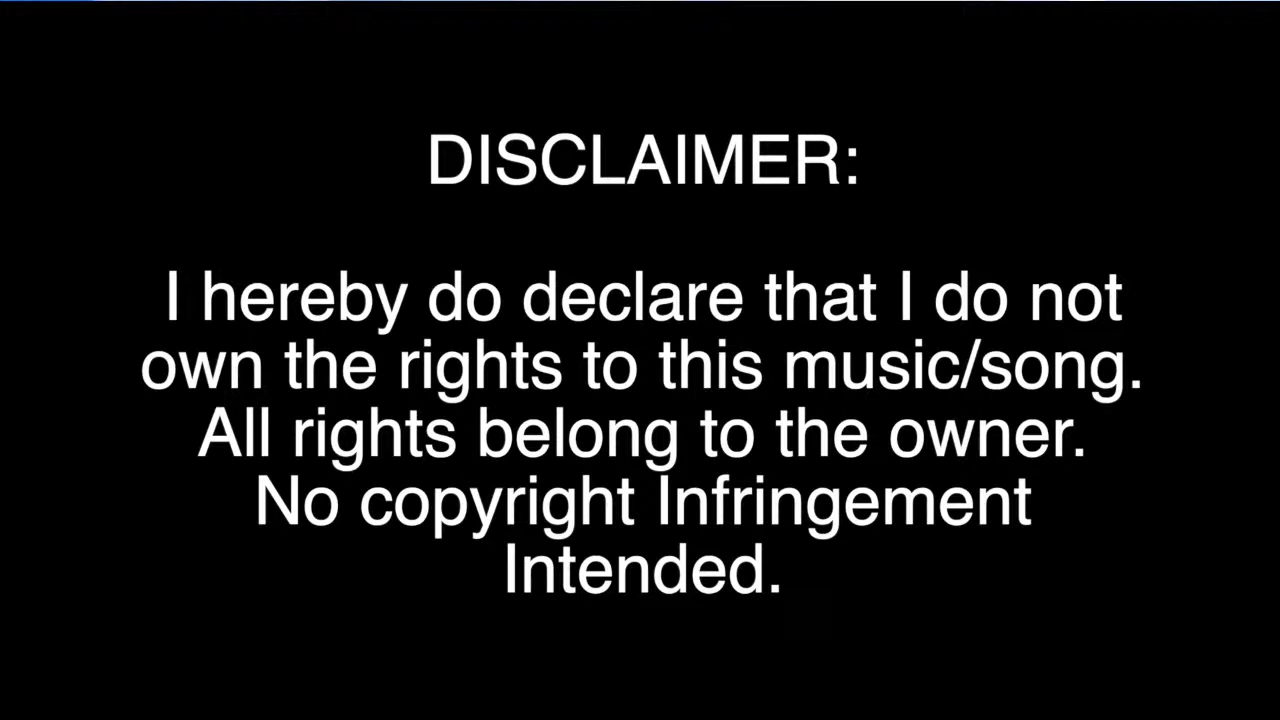 DISCLAIMER:
I hereby do declare that I do not
own the rights to this music/song.
All rights belong to the owner.
No copyright Infringement
Intended.